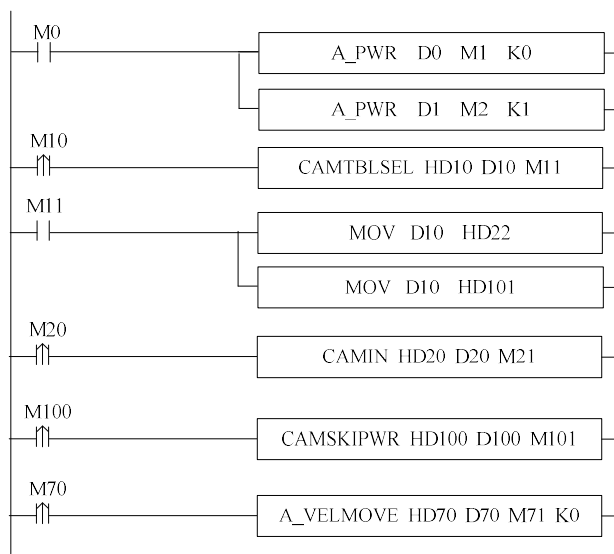 M0
A_PWR D0 M1 K0
A_PWR D1 M2 K1
M10
CAMTBLSEL HD10 D10 M11
M11
MOV D10 HD22
MOV D10 HD101
M20
CAMIN HD20 D20 M21
M100
CAMSKIPWR HD100 D100 M101
M70
A_VELMOVE HD70 D70 M71 K0